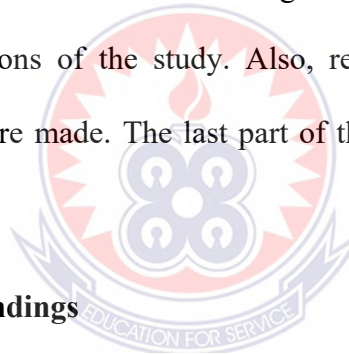 ons of the study. Also, re
re made. The last part of th
ndings
EDUCATION FOR SERVICE